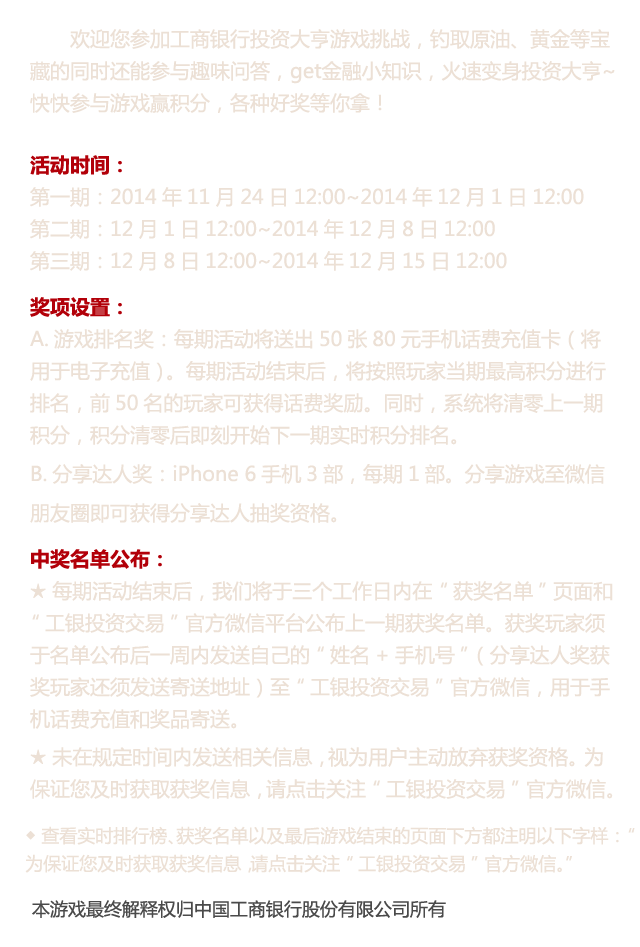 欢迎您参加工商银行投资大亨游戏挑战，钓取原油、黄金等宝
藏的同时还能参与趣味问答，get金融小知识，火速变身投资大亨~
快快参与游戏赢积分，各种好奖等你拿！
活动时间：
第一期：2014 年 11 月 24 日 12:00~2014 年 12 月 1 日 12:00
第二期：12 月 1 日 12:00~2014 年 12 月 8 日 12:00
第三期：12 月 8 日 12:00~2014 年 12 月 15 日 12:00
奖项设置：
A. 游戏排名奖：每期活动将送出 50 张 80 元手机话费充值卡（将
用于电子充值）。每期活动结束后，将按照玩家当期最高积分进行
排名，前 50 名的玩家可获得话费奖励。同时，系统将清零上一期
积分，积分清零后即刻开始下一期实时积分排名。
B. 分享达人奖：iPhone 6 手机 3 部，每期 1 部。分享游戏至微信
朋友圈即可获得分享达人抽奖资格。
中奖名单公布：
★ 每期活动结束后，我们将于三个工作日内在＂获奖名单＂页面和
＂工银投资交易＂官方微信平台公布上一期获奖名单。获奖玩家须
于名单公布后一周内发送自己的＂姓名 + 手机号＂（分享达人奖获
奖玩家还须发送寄送地址）至＂工银投资交易＂官方微信，用于手
机话费充值和奖品寄送。
★ 未在规定时间内发送相关信息，视为用户主动放弃获奖资格。为
保证您及时获取获奖信息，请点击关注＂工银投资交易＂官方微信。
◆ 查看实时排行榜、获奖名单以及最后游戏结束的页面下方都注明以下字样：＂
为保证您及时获取获奖信息，请点击关注＂工银投资交易＂官方微信。＂
本游戏最终解释权归中国工商银行股份有限公司所有